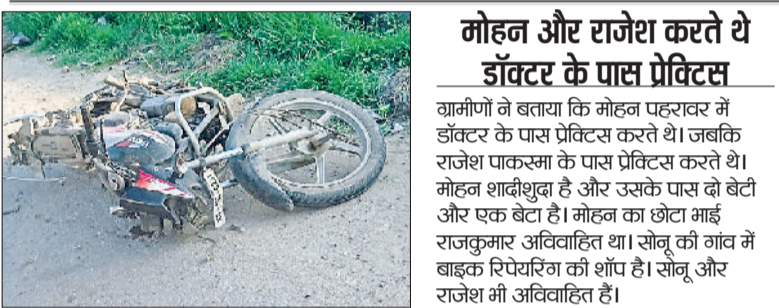 मोहन और राजेश करते थे
डॉक्टर के पास प्रेक्टिस
ग्रामीणों ने बताया कि मोहन पहरावर में
डॉक्टर के पास प्रेक्टिस करते थे। जबकि
राजेश पाकस्मा के पास प्रेक्टिस करते थे।
मोहन शादीशुदा है और उसके पास दो बेटी
और एक बेटा है। मोहन का छोटा भाई
राजकुमार अविवाहित था। सोनू की गांव में
बाइक रिपेयरिंग की शॉप है। सोनू और
राजेश भी अविवाहित हैं।